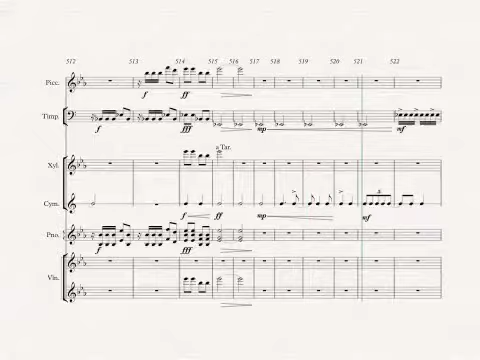 512 513 514 515 516 517 518 519 520 521 522
Picc.
f ff
Timp.
f fff mp mf
a Tar.
Xyl.
Cym.
f ff mp mf
4
Pno.
f fff
Vln.